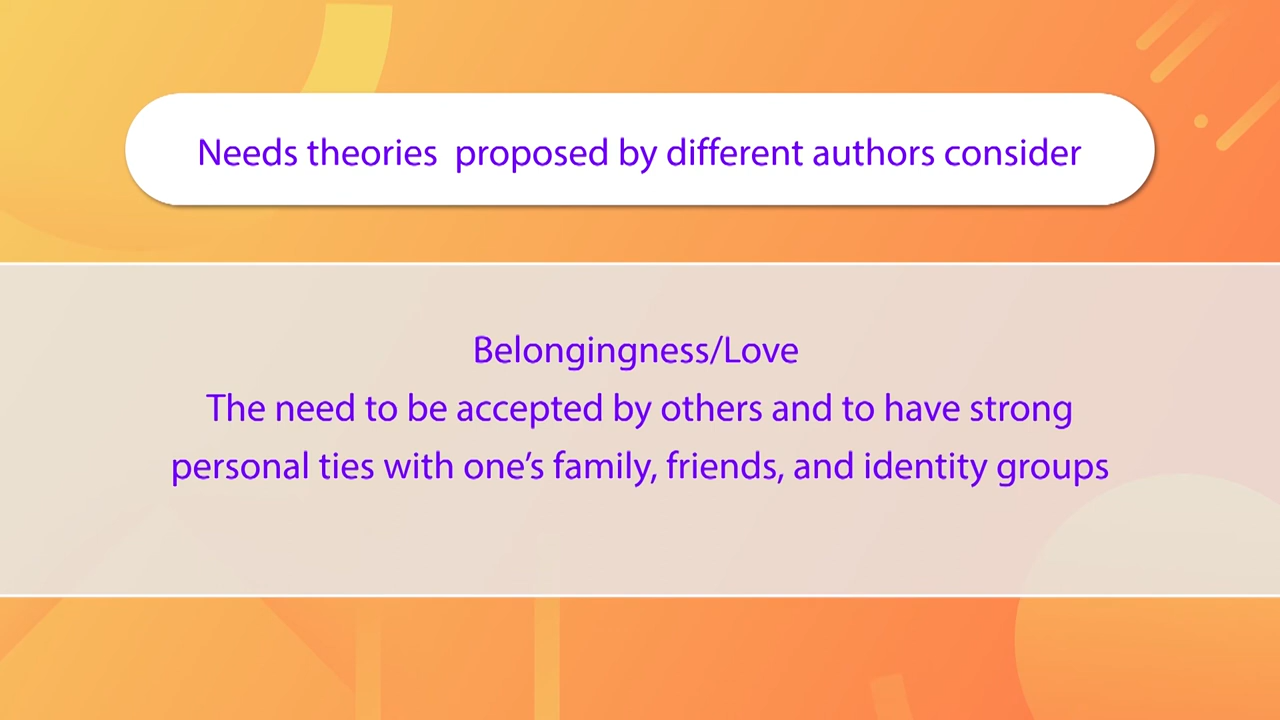 Needs theories  proposed by different authors consider
Belongingness/Love
The need to be accepted by others and to have strong
personal ties with one’s family, friends, and identity groups